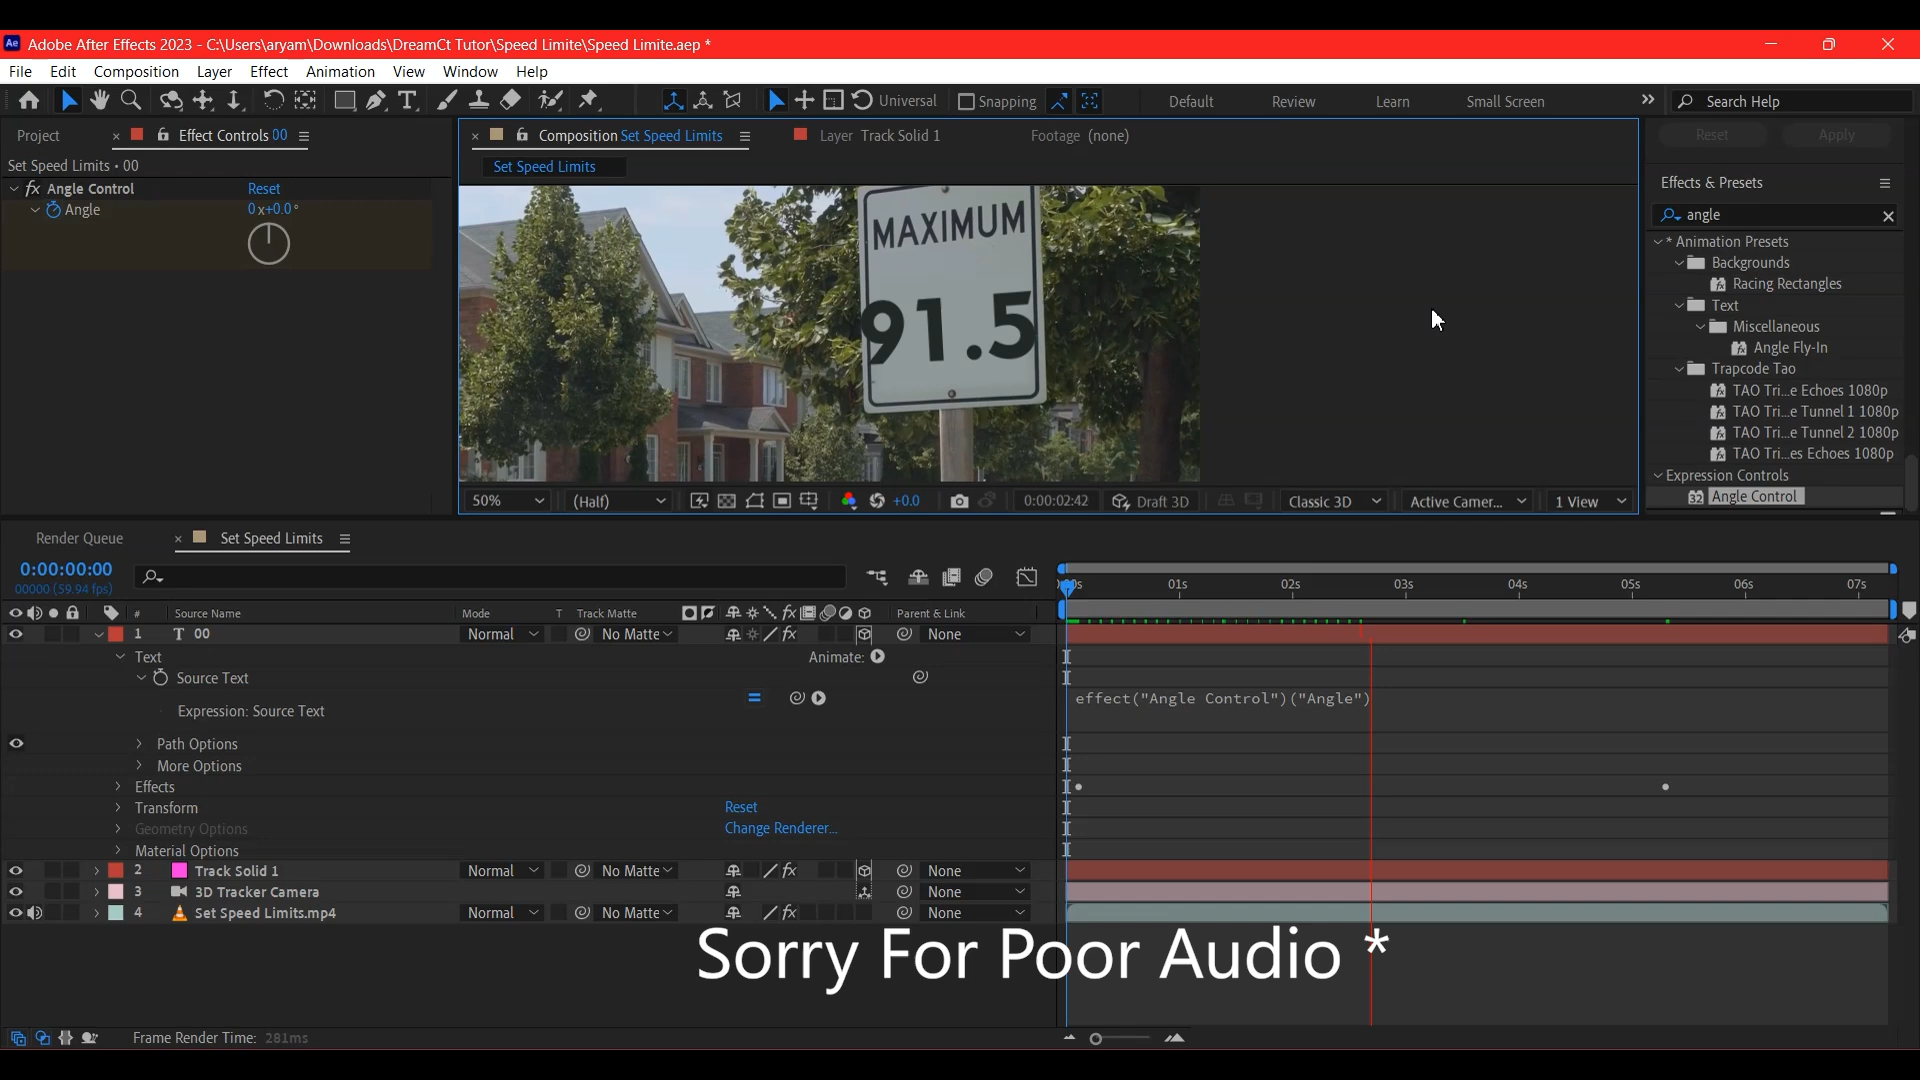 Ae Adobe After Effects 2023 - C:\Users\aryam\Downloads\DreamCt Tutor\Speed Limite\Speed Limite.aep *
File Edit Composition Layer Effect Animation View Window Help
T Universal Snapping Default Review Learn Small Screen » Search Help
Project × Effect Controls 00
× Composition Set Speed Limits Layer Track Solid 1 Footage (none)
Reset Apply
Set Speed Limits • 00
Set Speed Limits
Effects & Presets
fx Angle Control Reset
Angle 0x+0.0°
angle
* Animation Presets
Backgrounds
Racing Rectangles
Text
Miscellaneous
Angle Fly-In
Trapcode Tao
TAO Tri...e Echoes 1080p
TAO Tri...e Tunnel 1 1080p
TAO Tri...e Tunnel 2 1080p
TAO Tri...es Echoes 1080p
Expression Controls
32 Angle Control
MAXIMUM
91.5
50% (Half) +0.0 0:00:02:42 Draft 3D Classic 3D Active Camer... 1 View
Render Queue × Set Speed Limits
0:00:00:00
00000 (59.94 fps)
01s 02s 03s 04s 05s 06s 07s
# Source Name Mode T Track Matte fx Parent & Link
1 T 00 Normal No Matte fx None
Text Animate:
Source Text
Expression: Source Text = effect("Angle Control")("Angle")
Path Options
More Options
Effects
Transform Reset
Geometry Options Change Renderer...
Material Options
2 Track Solid 1 Normal No Matte fx None
3 3D Tracker Camera None
4 Set Speed Limits.mp4 Normal No Matte fx None
Sorry For Poor Audio *
Frame Render Time: 281ms